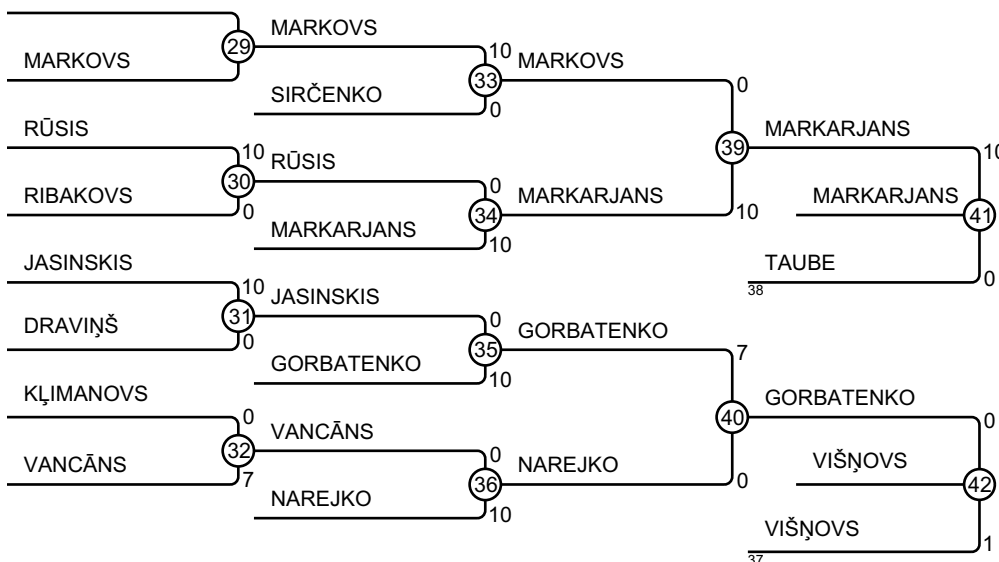 MARKOVS
29
MARKOVS
10
33
0
SIRČENKO
MARKOVS
0
39
10
RŪSIS
10
30
0
RIBAKOVS
RŪSIS
0
34
10
MARKARJANS
MARKARJANS
MARKARJANS
10
MARKARJANS
41
TAUBE
38
0
JASINSKIS
10
31
0
DRAVIŅŠ
JASINSKIS
0
35
10
GORBATENKO
GORBATENKO
7
40
0
KĻIMANOVS
0
32
7
VANCĀNS
VANCĀNS
0
36
10
NAREJKO
NAREJKO
GORBATENKO
0
VIŠŅOVS
42
VIŠŅOVS
37
1